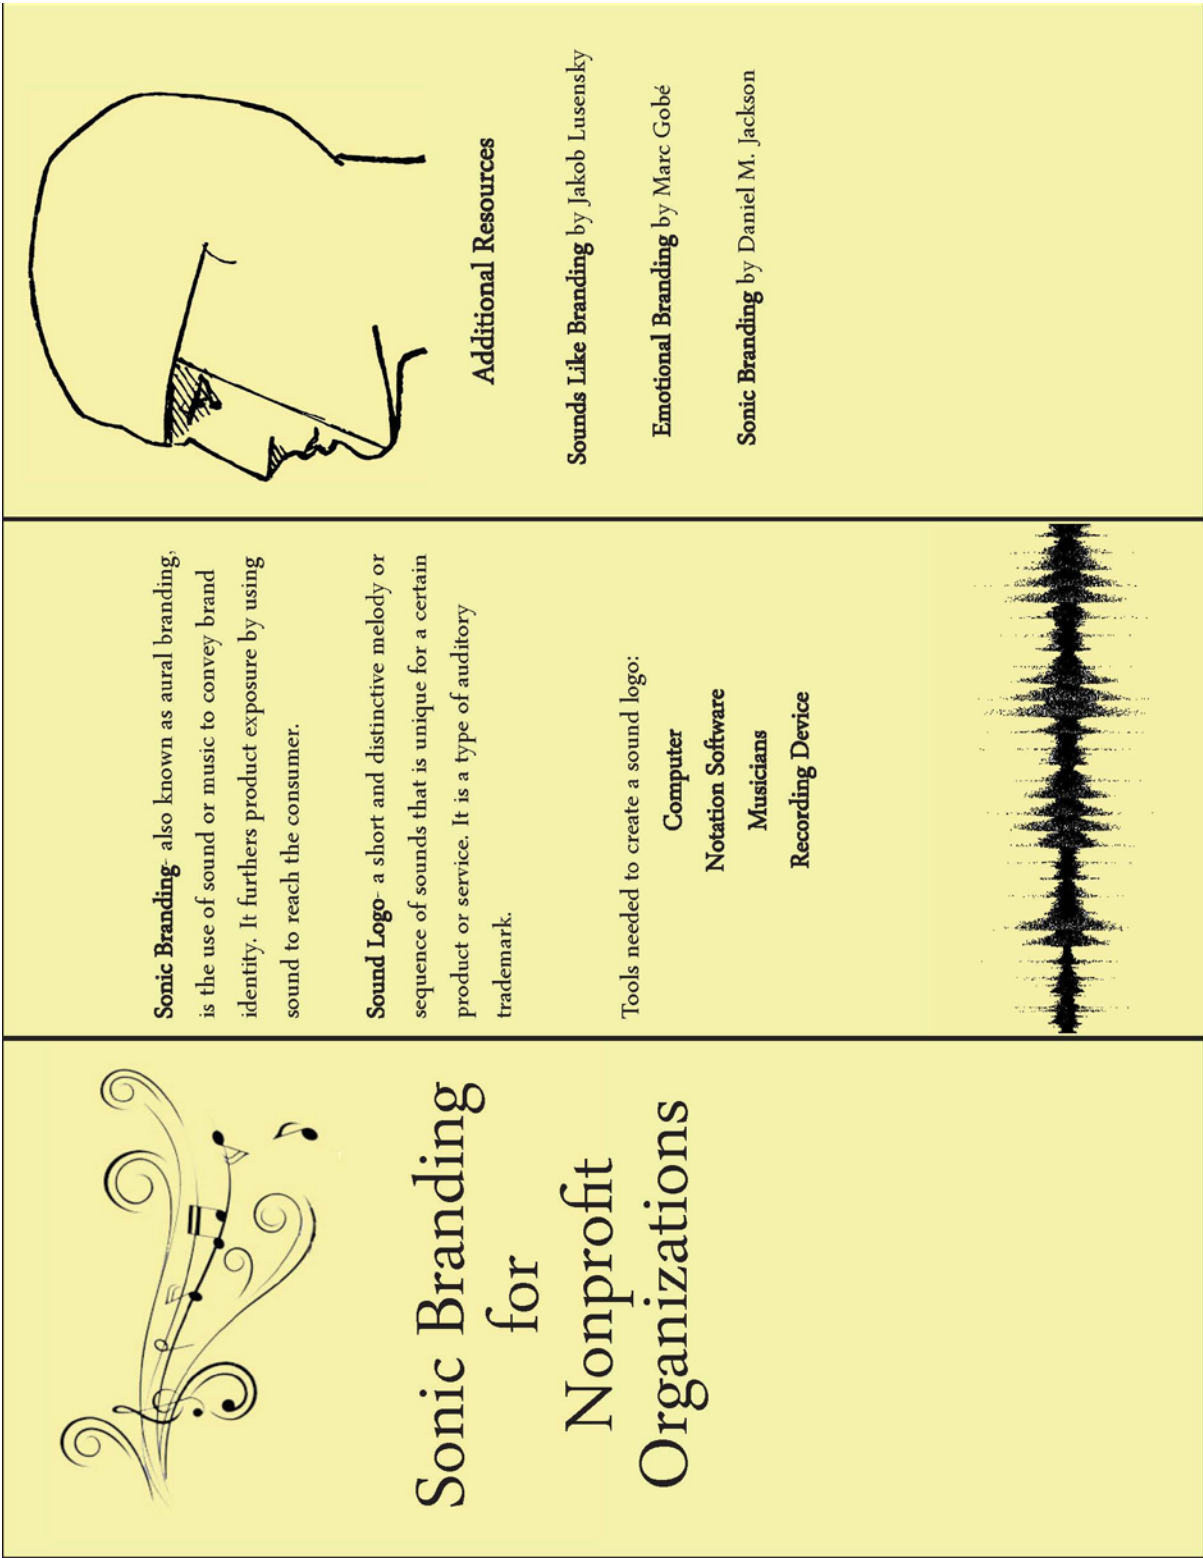 Sonic Branding
for
Nonprofit
Organizations
Sonic Branding- also known as aural branding,
is the use of sound or music to convey brand
identity. It furthers product exposure by using
sound to reach the consumer.
Sound Logo- a short and distinctive melody or
sequence of sounds that is unique for a certain
product or service. It is a type of auditory
trademark.
Tools needed to create a sound logo:
Computer
Notation Software
Musicians
Recording Device
Additional Resources
Sounds Like Branding by Jakob Lusensky
Emotional Branding by Marc Gobé
Sonic Branding by Daniel M. Jackson